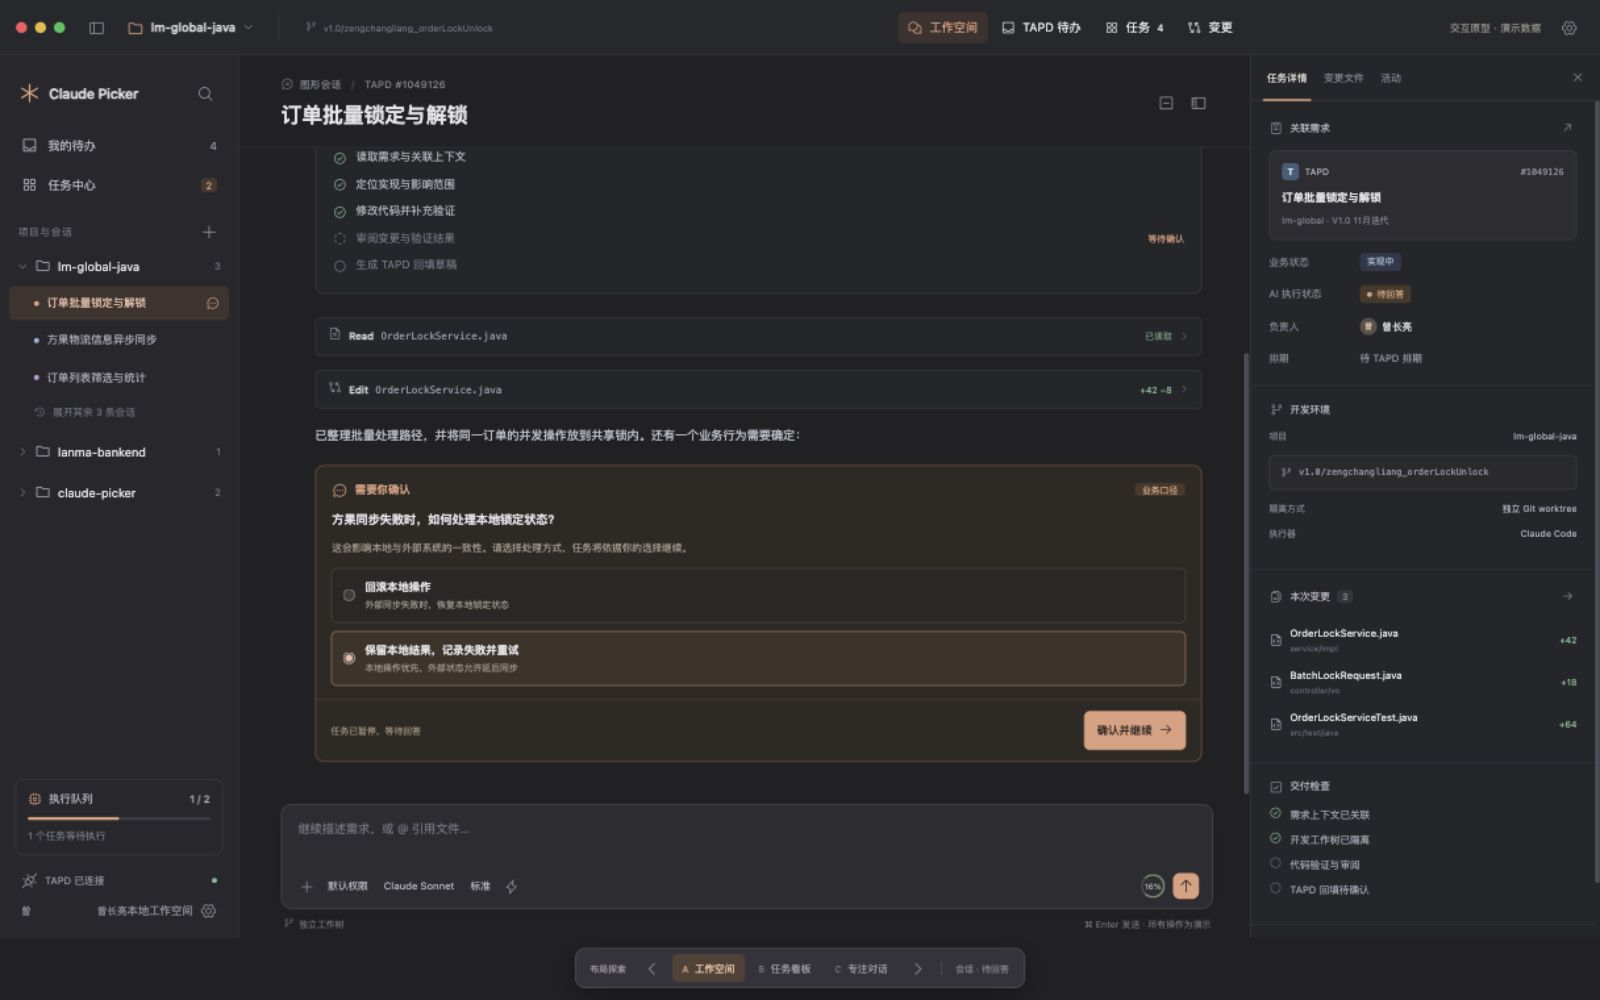 lm-global-java
v1.0/zengchangliang_orderLockUnlock
工作空间
TAPD 待办
任务 4
变更
交互原型 · 演示数据
Claude Picker
我的待办 4
任务中心 2
项目与会话
lm-global-java 3
订单批量锁定与解锁
方果物流信息异步同步
订单列表筛选与统计
展开其余 3 条会话
lanma-bankend 1
claude-picker 2
执行队列 1 / 2
1 个任务等待执行
TAPD 已连接
曾 曾长亮本地工作空间
图形会话 / TAPD #1049126
订单批量锁定与解锁
读取需求与关联上下文
定位实现与影响范围
修改代码并补充验证
审阅变更与验证结果 等待确认
生成 TAPD 回填草稿
Read OrderLockService.java 已读取
Edit OrderLockService.java +42 −8
已整理批量处理路径，并将同一订单的并发操作放到共享锁内。还有一个业务行为需要确定：
需要你确认 业务口径
方果同步失败时，如何处理本地锁定状态？
这会影响本地与外部系统的一致性。请选择处理方式，任务将依据你的选择继续。
回滚本地操作
外部同步失败时，恢复本地锁定状态
保留本地结果，记录失败并重试
本地操作优先，外部状态允许延后同步
任务已暂停，等待回答
确认并继续
继续描述需求，或 @ 引用文件...
默认权限 Claude Sonnet 标准
16%
独立工作树
⌘ Enter 发送 · 所有操作为演示
任务详情 变更文件 活动
关联需求
T TAPD #1049126
订单批量锁定与解锁
lm-global · V1.0 11月迭代
业务状态 实现中
AI 执行状态 待回答
负责人 曾 曾长亮
排期 待 TAPD 排期
开发环境
项目 lm-global-java
v1.0/zengchangliang_orderLockUnlock
隔离方式 独立 Git worktree
执行器 Claude Code
本次变更 3
OrderLockService.java +42
service/impl
BatchLockRequest.java +18
controller/vo
OrderLockServiceTest.java +64
src/test/java
交付检查
需求上下文已关联
开发工作树已隔离
代码验证与审阅
TAPD 回填待确认
布局探索
A 工作空间
B 任务看板
C 专注对话
会话 · 待回答